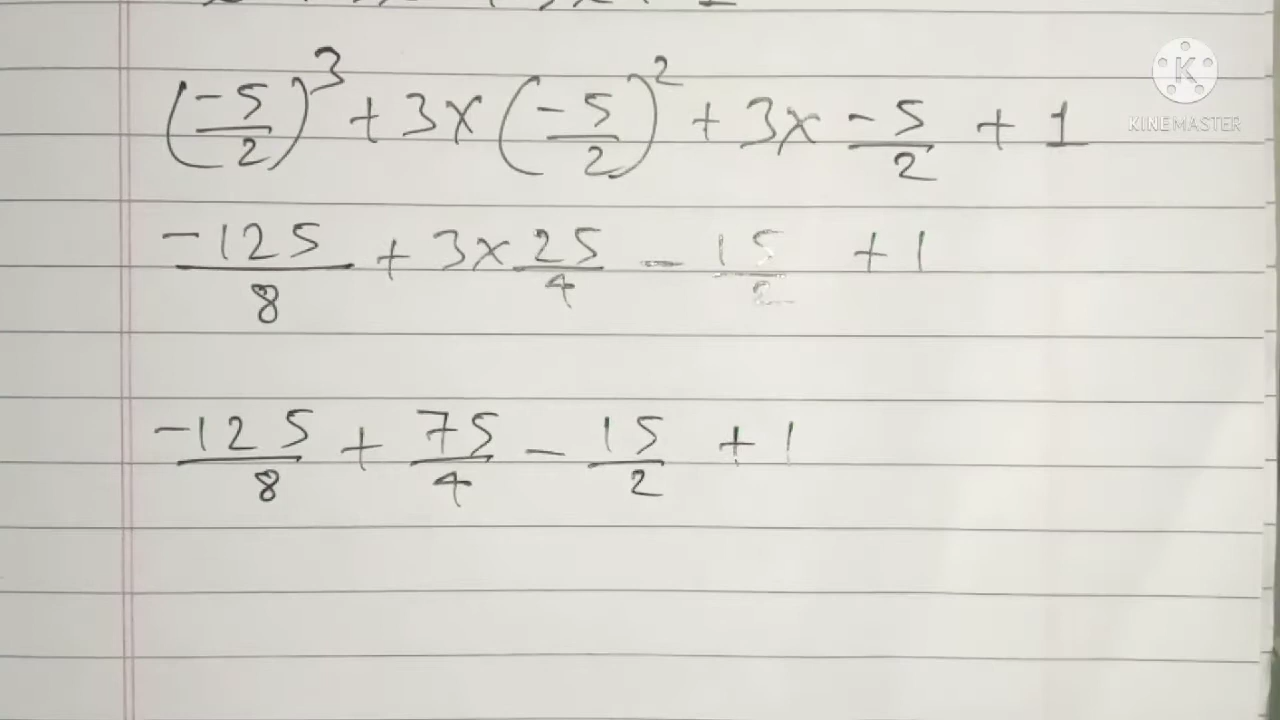 (-5/2)³ + 3x(-5/2)² + 3x -5/2 + 1
-125/8 + 3x 25/4 - 15/2 + 1
-125/8 + 75/4 - 15/2 + 1
KINEMASTER